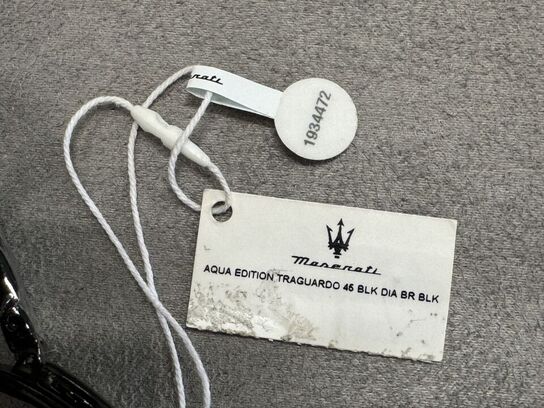 1934472
Maserati
AQUA EDITION TRAGUARDO 45 BLK DIA BR BLK